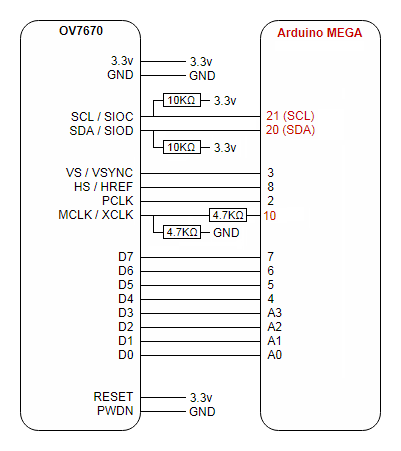 OV7670 Arduino MEGA
3.3v 3.3v
GND GND
10KΩ 3.3v
SCL / SIOC 21 (SCL)
SDA / SIOD 20 (SDA)
10KΩ 3.3v
VS / VSYNC 3
HS / HREF 8
PCLK 2
MCLK / XCLK 4.7KΩ 10
4.7KΩ GND
D7 7
D6 6
D5 5
D4 4
D3 A3
D2 A2
D1 A1
D0 A0
RESET 3.3v
PWDN GND